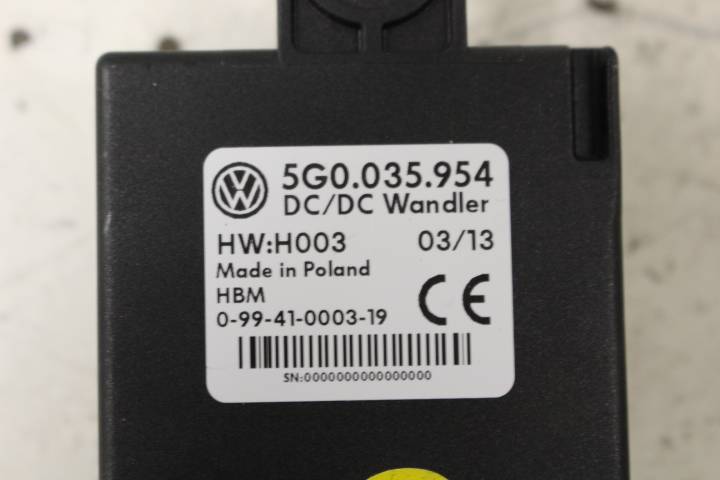 5G0.035.954
DC/DC Wandler
HW:H003 03/13
Made in Poland
HBM CE
0-99-41-0003-19
SN:0000000000000000